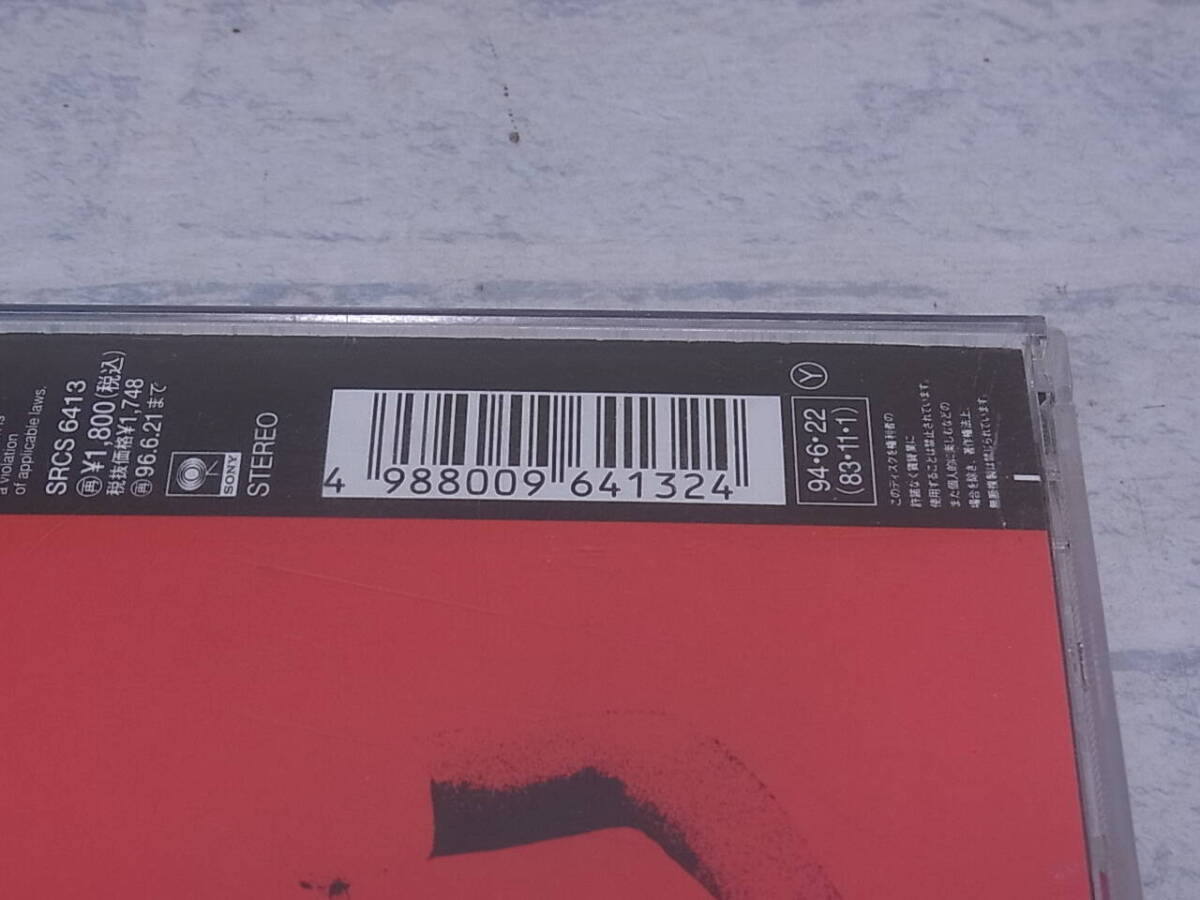 a violation
of applicable laws.
SRCS 6413
再¥1,800(税込)
税抜価格¥1,748
再96.6.21まで
SONY
STEREO
4 988009 641324
Y
94・6・22
(83・11・1)
このディスクを権利者の
許諾なく賃貸業に
使用することは禁止されています。
また個人的に楽しむなどの
場合を除き、著作権法上、
無断複製は禁じられています。